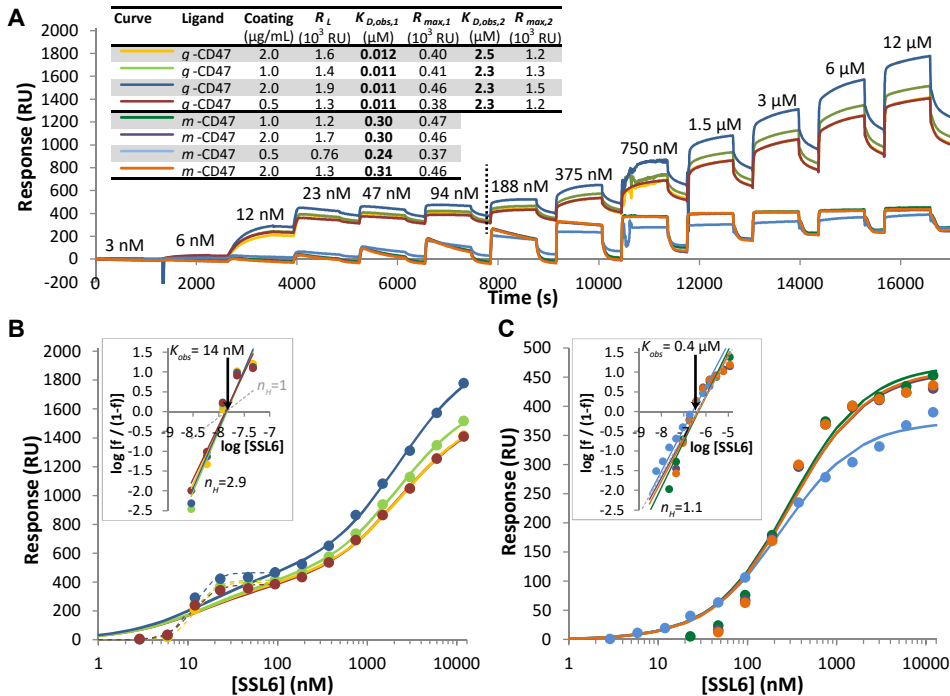 A
Curve Ligand Coating R_L K_D,obs,1 R_max,1 K_D,obs,2 R_max,2
(µg/mL) (10³ RU) (µM) (10³ RU) (µM) (10³ RU)
g-CD47 2.0 1.6 0.012 0.40 2.5 1.2
g-CD47 1.0 1.4 0.011 0.41 2.3 1.3
g-CD47 2.0 1.9 0.011 0.46 2.3 1.5
g-CD47 0.5 1.3 0.011 0.38 2.3 1.2
m-CD47 1.0 1.2 0.30 0.47
m-CD47 2.0 1.7 0.30 0.46
m-CD47 0.5 0.76 0.24 0.37
m-CD47 2.0 1.3 0.31 0.46
Response (RU)
2000
1800
1600
1400
1200
1000
800
600
400
200
0
-200
3 nM 6 nM 12 nM 23 nM 47 nM 94 nM 188 nM 375 nM 750 nM 1.5 µM 3 µM 6 µM 12 µM
0 2000 4000 6000 8000 10000 12000 14000 16000
Time (s)
B
Response (RU)
2000
1800
1600
1400
1200
1000
800
600
400
200
0
1 10 100 1000 10000
[SSL6] (nM)
K_obs = 14 nM
n_H=1
n_H=2.9
log [f / (1-f)]
1.5
1.0
0.5
0.0
-0.5
-1.0
-1.5
-2.0
-2.5
-9 -8.5 -8 -7.5 -7
log [SSL6]
C
Response (RU)
500
450
400
350
300
250
200
150
100
50
0
1 10 100 1000 10000
[SSL6] (nM)
K_obs = 0.4 µM
n_H=1.1
log [f / (1-f)]
1.5
1.0
0.5
0.0
-0.5
-1.0
-1.5
-2.0
-2.5
-9 -8 -7 -6 -5
log [SSL6]